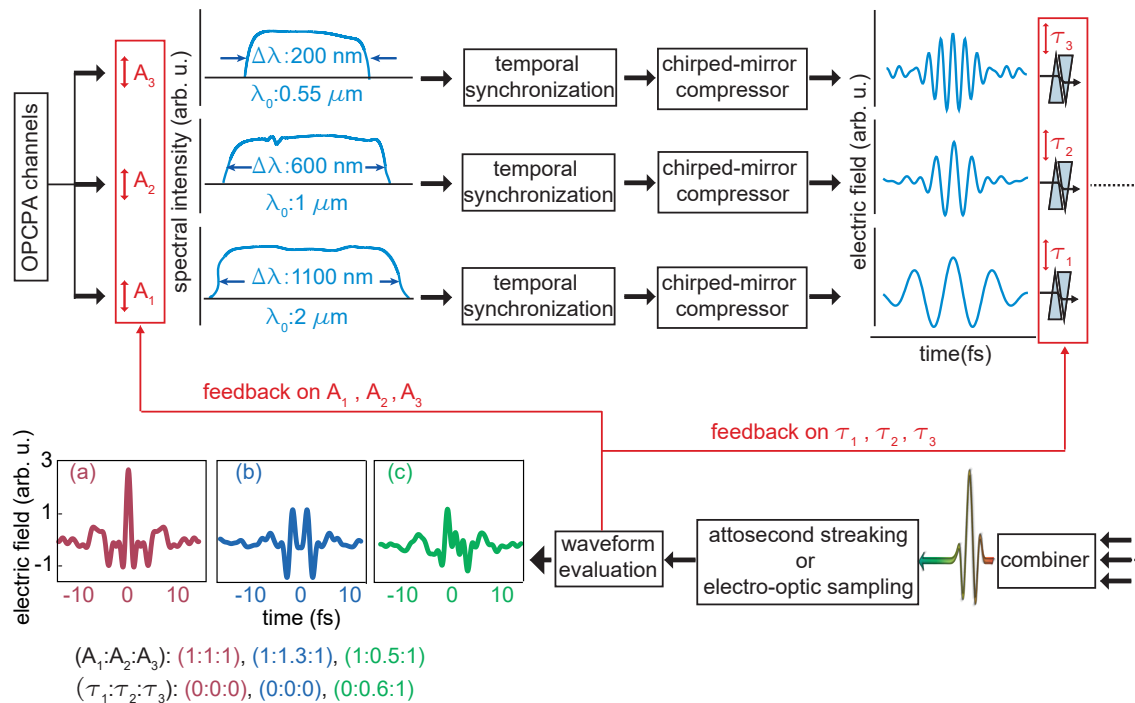 OPCPA channels
A₃
A₂
A₁
spectral intensity (arb. u.)
Δλ:200 nm
λ₀:0.55 μm
Δλ:600 nm
λ₀:1 μm
Δλ:1100 nm
λ₀:2 μm
temporal
synchronization
chirped-mirror
compressor
temporal
synchronization
chirped-mirror
compressor
temporal
synchronization
chirped-mirror
compressor
electric field (arb. u.)
time(fs)
τ₃
τ₂
τ₁
feedback on A₁ , A₂ , A₃
feedback on τ₁ , τ₂ , τ₃
electric field (arb. u.)
3
1
-1
(a)
(b)
(c)
-10 0 10
-10 0 10
-10 0 10
time (fs)
waveform
evaluation
attosecond streaking
or
electro-optic sampling
combiner
(A₁:A₂:A₃): (1:1:1), (1:1.3:1), (1:0.5:1)
(τ₁:τ₂:τ₃): (0:0:0), (0:0:0), (0:0.6:1)